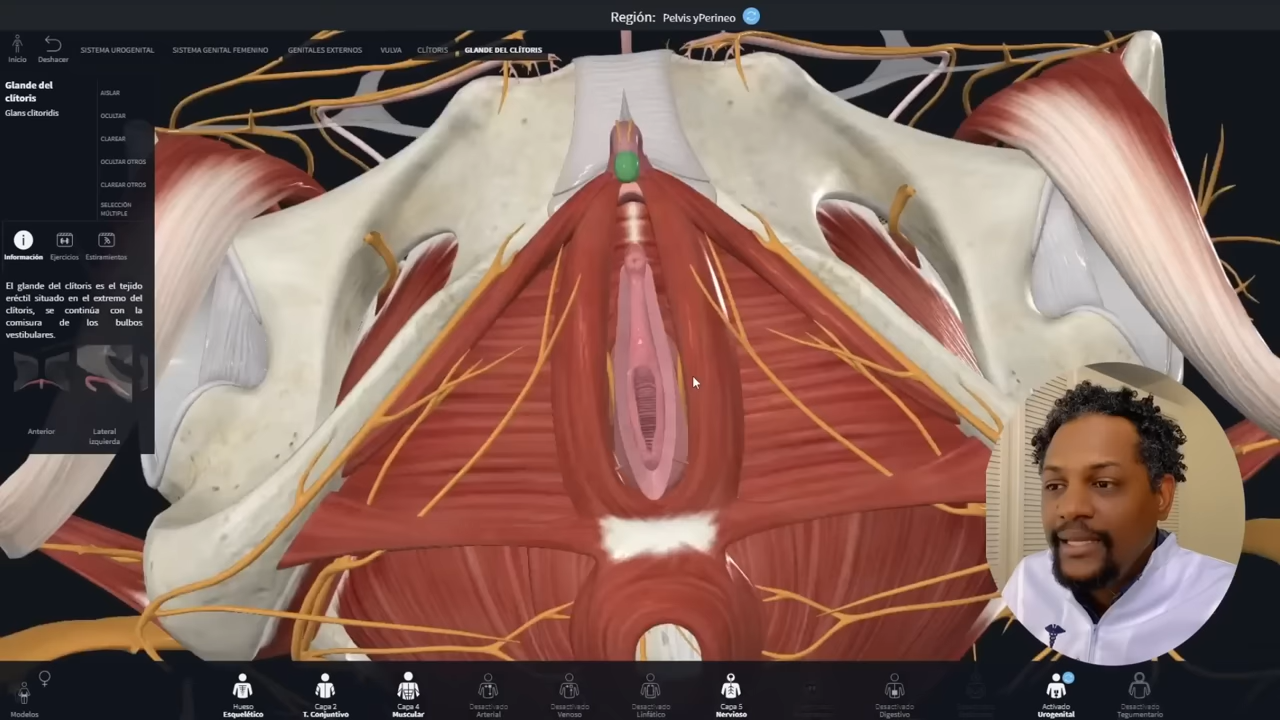 Región: Pelvis yPerineo
Inicio
Deshacer
SISTEMA UROGENITAL
SISTEMA GENITAL FEMENINO
GENITALES EXTERNOS
VULVA
CLÍTORIS
GLANDE DEL CLÍTORIS
Glande del
clítoris
Glans clitoridis
AISLAR
OCULTAR
CLAREAR
OCULTAR OTROS
CLAREAR OTROS
SELECCIÓN
MÚLTIPLE
Información
Ejercicios
Estiramientos
El glande del clítoris es el tejido
eréctil situado en el extremo del
clítoris, se continúa con la
comisura de los bulbos
vestibulares.
Anterior
Lateral
izquierda
Modelos
Hueso
Esquelético
Capa 2
T. Conjuntivo
Capa 4
Muscular
Desactivado
Arterial
Desactivado
Venoso
Desactivado
Linfático
Capa 5
Nervioso
Desactivado
Digestivo
Activado
Urogenital
Desactivado
Tegumentario